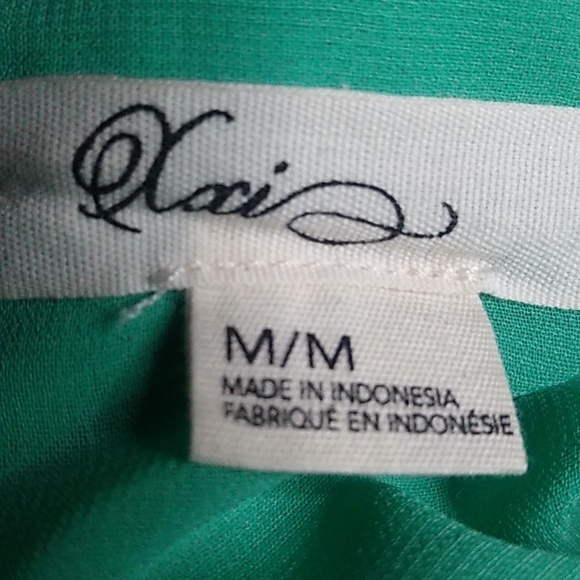 Xxi
M/M
MADE IN INDONESIA
FABRIQUÉ EN INDONÉSIE